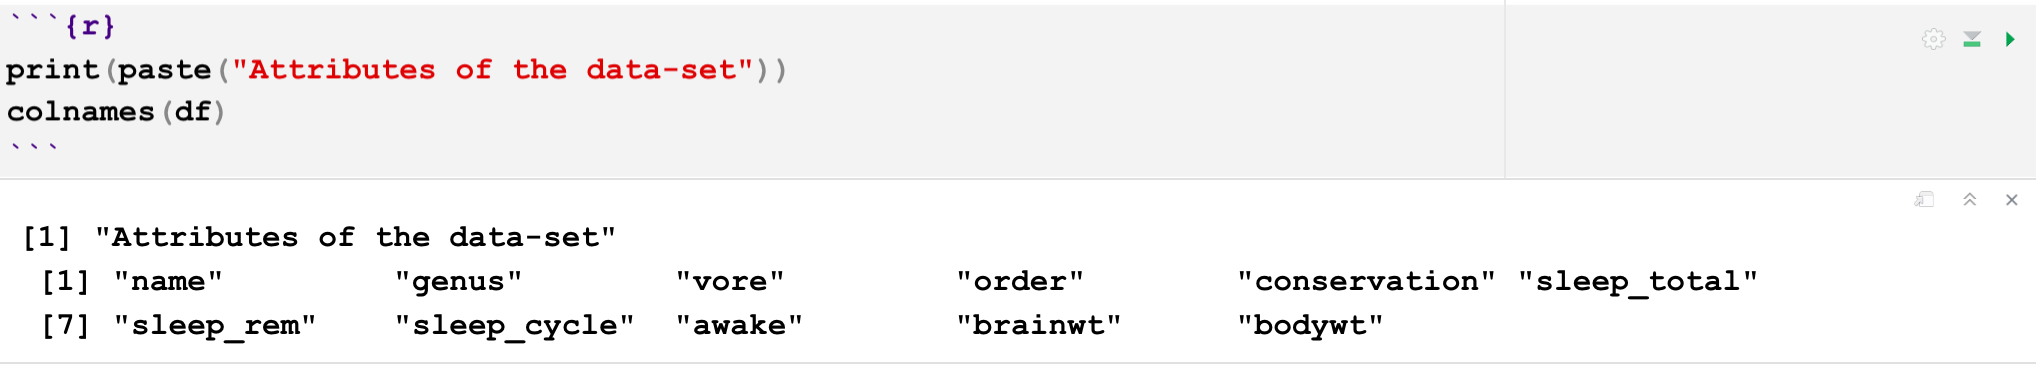 ```{r}
print(paste("Attributes of the data-set"))
colnames(df)
```
[1] "Attributes of the data-set"
[1] "name" "genus" "vore" "order" "conservation" "sleep_total"
[7] "sleep_rem" "sleep_cycle" "awake" "brainwt" "bodywt"